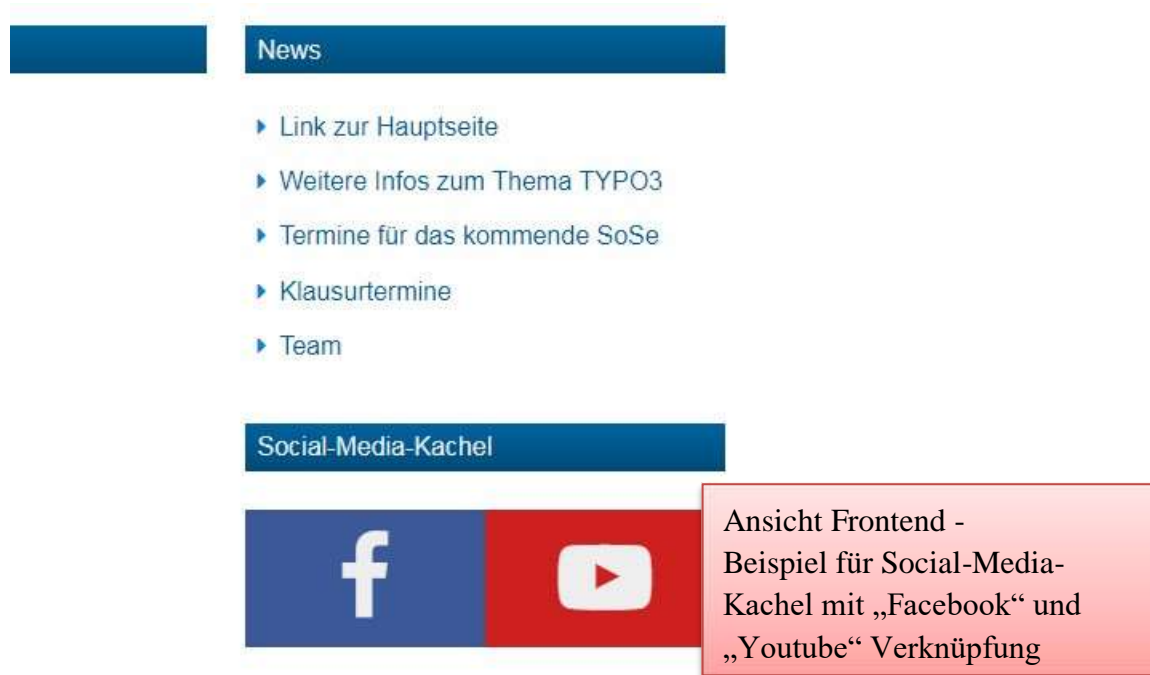 News
Link zur Hauptseite
Weitere Infos zum Thema TYPO3
Termine für das kommende SoSe
Klausurtermine
Team
Social-Media-Kachel
f
Ansicht Frontend -
Beispiel für Social-Media-
Kachel mit „Facebook“ und
„Youtube“ Verknüpfung